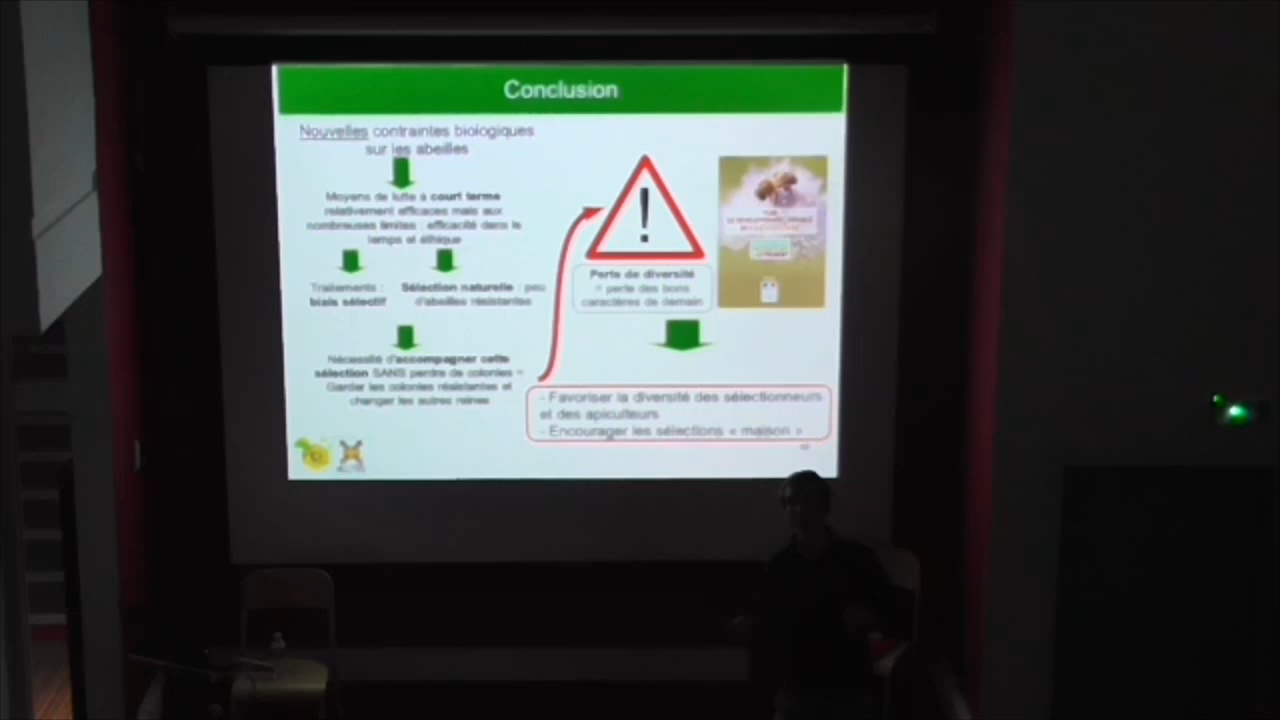 Conclusion
Nouvelles contraintes biologiques
sur les abeilles
Moyens de lutte à court terme
relativement efficaces mais aux
nombreuses limites : efficacité dans le
temps et éthique
Traitements :
biais sélectif
Sélection naturelle : peu
d'abeilles résistantes
Nécessité d'accompagner cette
sélection SANS perdre de colonies =
Garder les colonies résistantes et
changer les autres reines
!
Perte de diversité
= perte des bons
caractères de demain
- Favoriser la diversité des sélectionneurs
et des apiculteurs
- Encourager les sélections « maison »